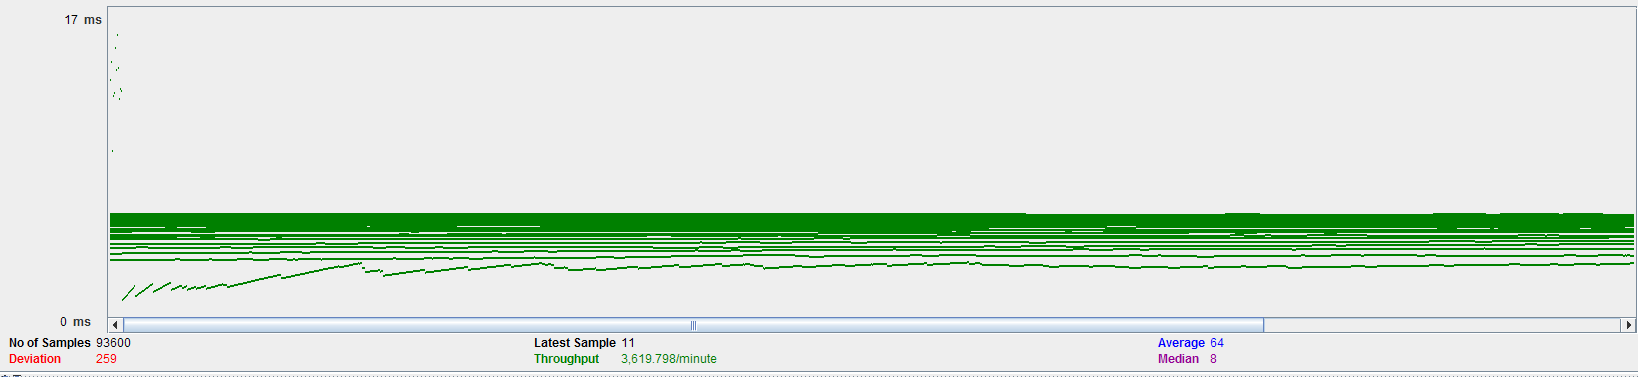 17 ms
0 ms
No of Samples 93600
Latest Sample 11
Average 64
Deviation 259
Throughput 3,619.798/minute
Median 8